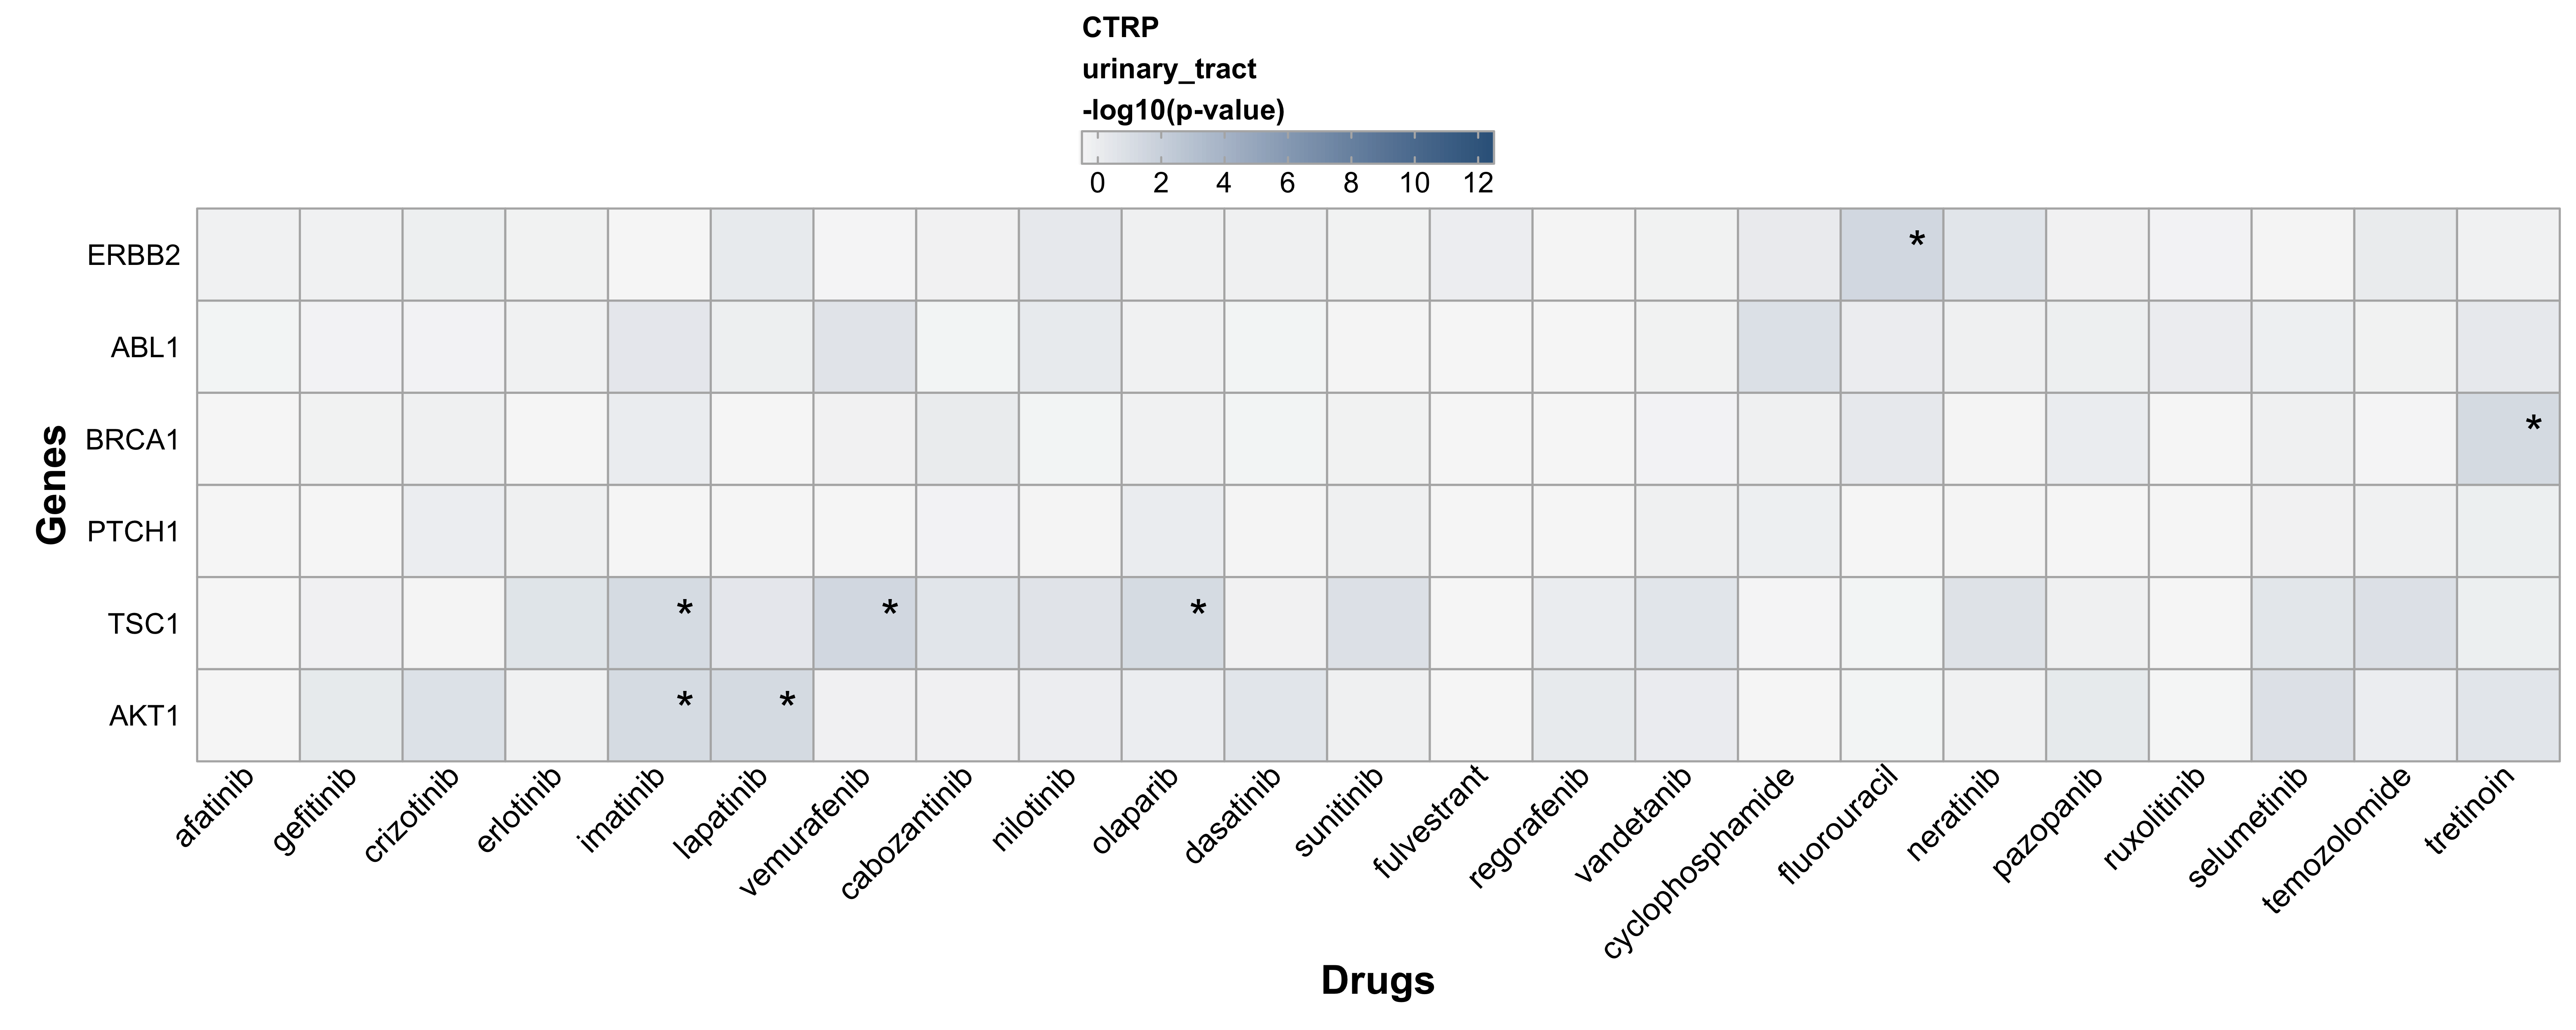 CTRP
urinary_tract
-log10(p-value)
0 2 4 6 8 10 12
Genes
ERBB2 *
ABL1
BRCA1 *
PTCH1
TSC1 * * *
AKT1 * *
afatinib gefitinib crizotinib erlotinib imatinib lapatinib vemurafenib cabozantinib nilotinib olaparib dasatinib sunitinib fulvestrant regorafenib vandetanib cyclophosphamide fluorouracil neratinib pazopanib ruxolitinib selumetinib temozolomide tretinoin
Drugs